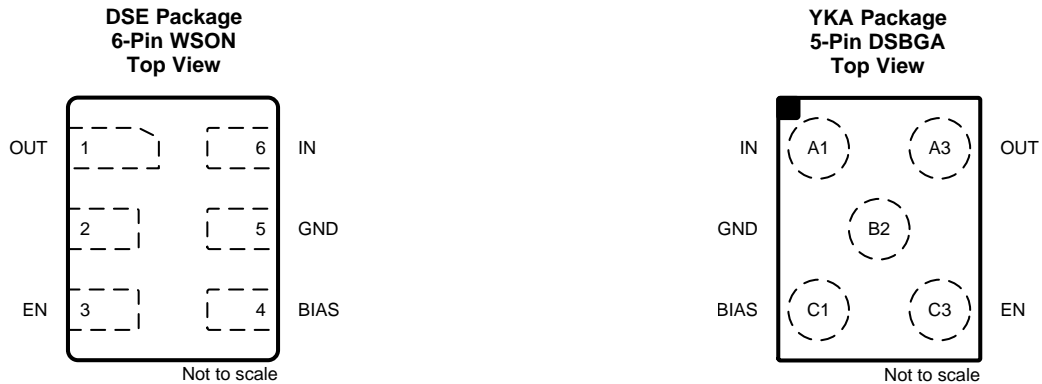 DSE Package
6-Pin WSON
Top View
OUT 1 6 IN
2 5 GND
EN 3 4 BIAS
Not to scale
YKA Package
5-Pin DSBGA
Top View
IN A1 A3 OUT
GND B2
BIAS C1 C3 EN
Not to scale